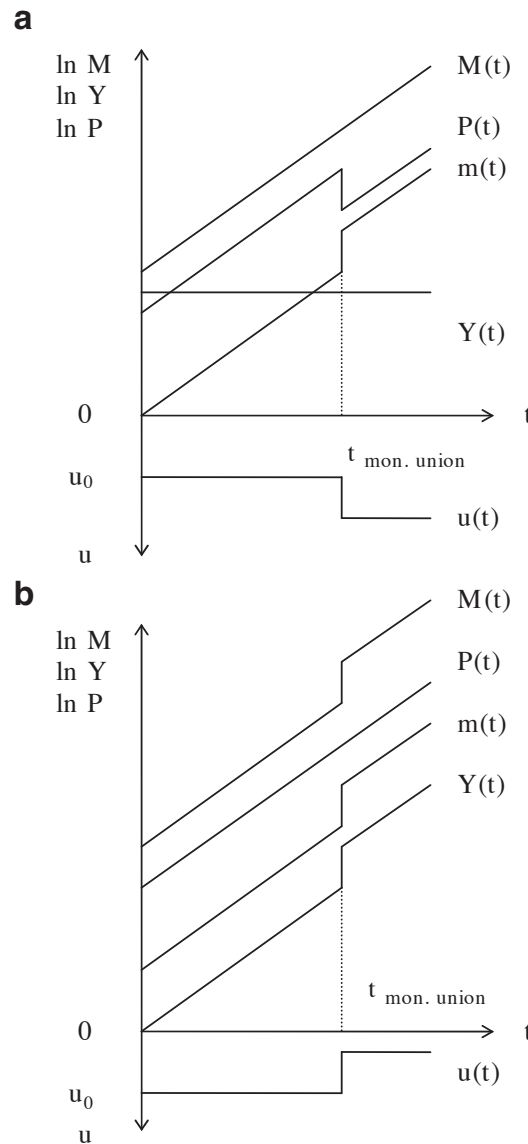 a
ln M
ln Y
ln P
M(t)
P(t)
m(t)
Y(t)
0
t
t mon. union
u0
u(t)
u
b
ln M
ln Y
ln P
M(t)
P(t)
m(t)
Y(t)
t mon. union
0
t
u(t)
u0
u